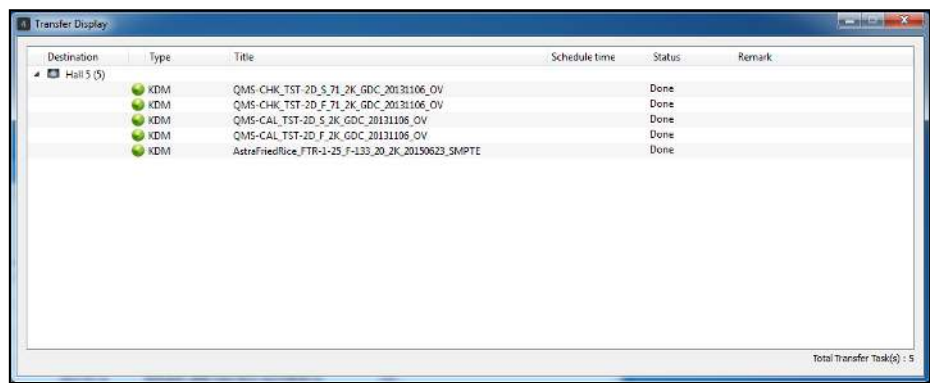 Transfer Display
Destination Type Title Schedule time Status Remark
Hall 5 (5)
KDM QMS-CHK_TST-2D_S_71_2K_GDC_20131106_OV Done
KDM QMS-CHK_TST-2D_F_71_2K_GDC_20131106_OV Done
KDM QMS-CAL_TST-2D_S_2K_GDC_20131106_OV Done
KDM QMS-CAL_TST-2D_F_2K_GDC_20131106_OV Done
KDM AstraFriedRice_FTR-1-25_F-133_20_2K_20150623_SMPTE Done
Total Transfer Task(s) : 5